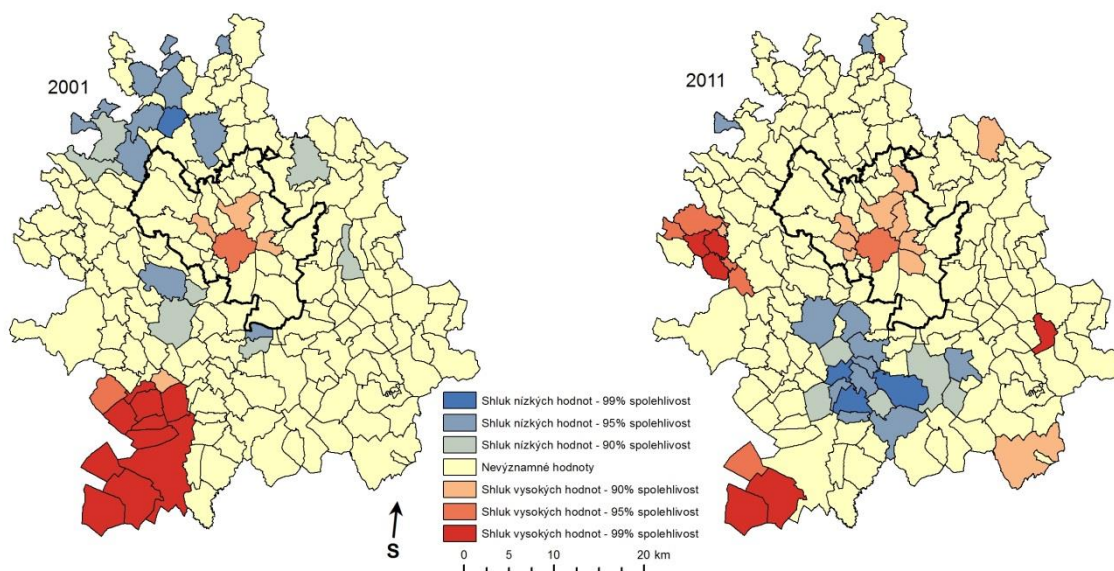 2001
2011
Shluk nízkých hodnot - 99% spolehlivost
Shluk nízkých hodnot - 95% spolehlivost
Shluk nízkých hodnot - 90% spolehlivost
Nevýznamné hodnoty
Shluk vysokých hodnot - 90% spolehlivost
Shluk vysokých hodnot - 95% spolehlivost
Shluk vysokých hodnot - 99% spolehlivost
S
0 5 10 20 km